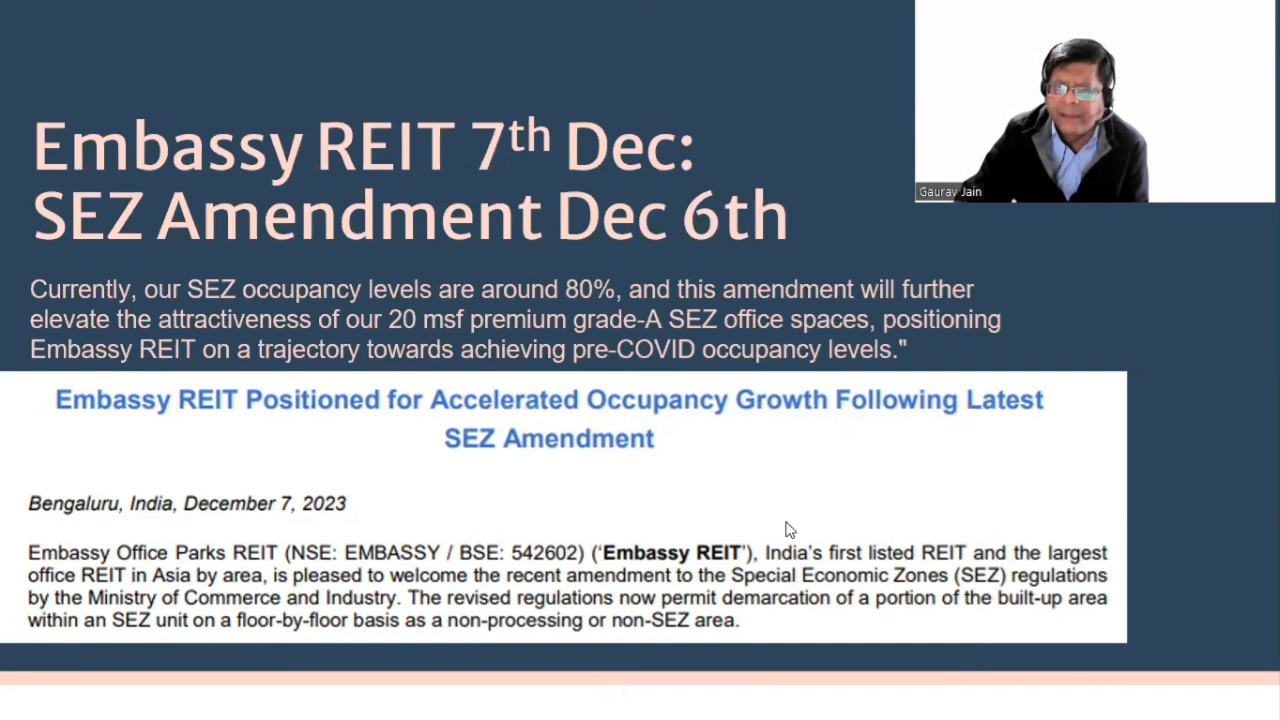 Embassy REIT 7th Dec:
SEZ Amendment Dec 6th
Gaurav Jain
Currently, our SEZ occupancy levels are around 80%, and this amendment will further
elevate the attractiveness of our 20 msf premium grade-A SEZ office spaces, positioning
Embassy REIT on a trajectory towards achieving pre-COVID occupancy levels."
Embassy REIT Positioned for Accelerated Occupancy Growth Following Latest
SEZ Amendment
Bengaluru, India, December 7, 2023
Embassy Office Parks REIT (NSE: EMBASSY / BSE: 542602) (‘Embassy REIT’), India’s first listed REIT and the largest
office REIT in Asia by area, is pleased to welcome the recent amendment to the Special Economic Zones (SEZ) regulations
by the Ministry of Commerce and Industry. The revised regulations now permit demarcation of a portion of the built-up area
within an SEZ unit on a floor-by-floor basis as a non-processing or non-SEZ area.